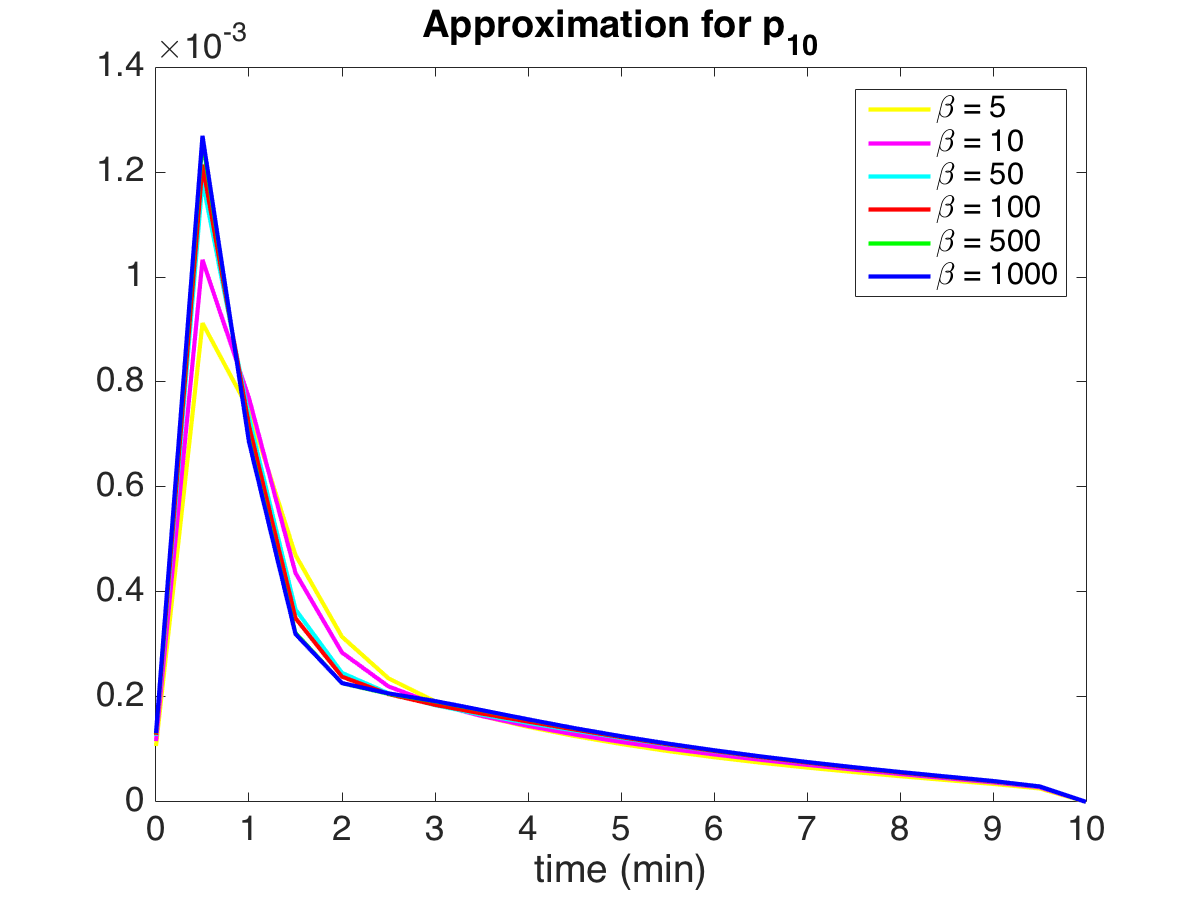 Approximation for p10
×10-3
1.4
1.2
1
0.8
0.6
0.4
0.2
0
0 1 2 3 4 5 6 7 8 9 10
time (min)
β = 5
β = 10
β = 50
β = 100
β = 500
β = 1000